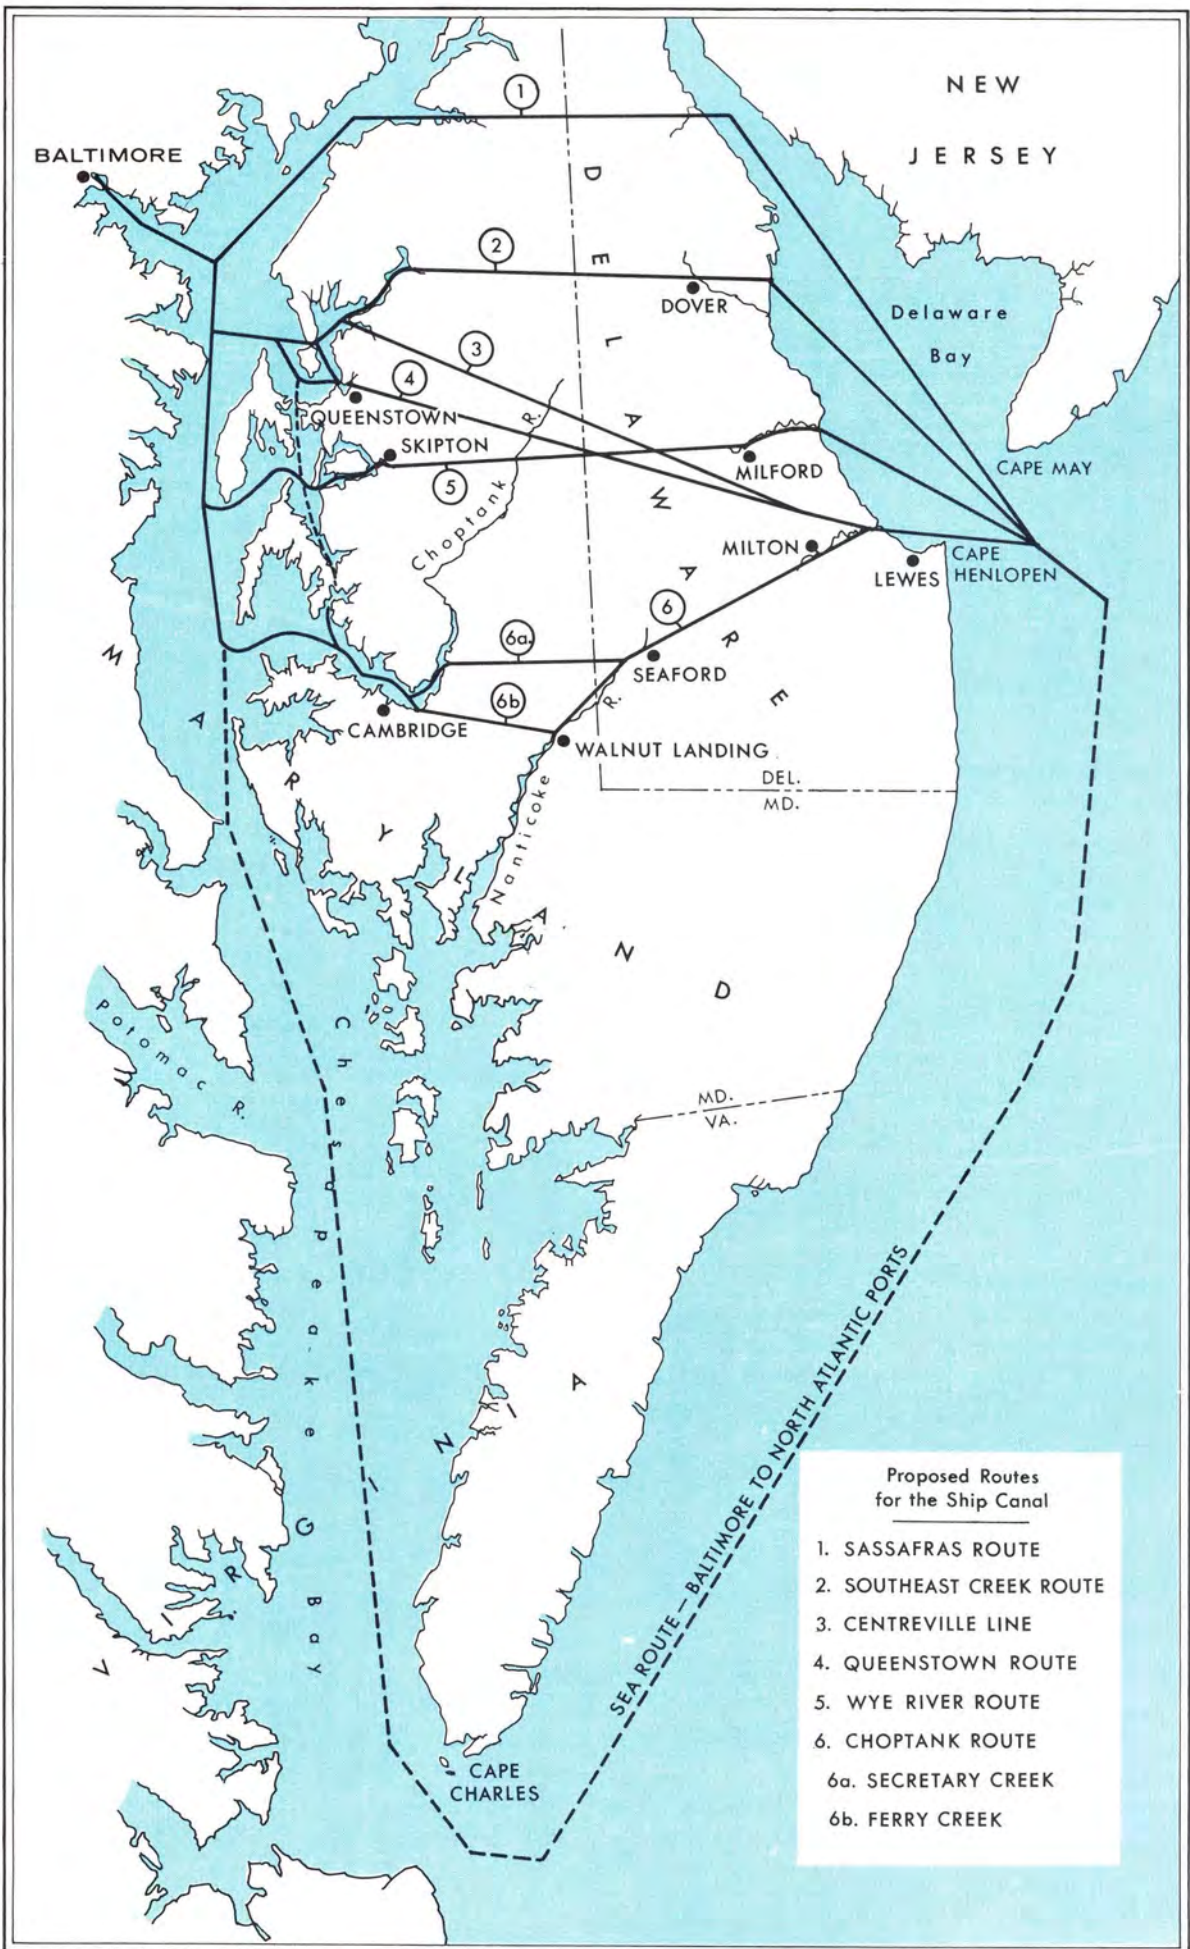 NEW
JERSEY
1
BALTIMORE
DELAWARE
2
DOVER
Delaware
Bay
3
4
QUEENSTOWN
R.
SKIPTON
5
MILFORD
CAPE MAY
Choptank
MILTON
LEWES
CAPE
HENLOPEN
6
6a.
SEAFORD
R.
6b
CAMBRIDGE
WALNUT LANDING
MARYLAND
DEL.
MD.
Nanticoke
Potomac R.
Chesapeake Bay
MD.
VA.
VIRGINIA
SEA ROUTE — BALTIMORE TO NORTH ATLANTIC PORTS
CAPE
CHARLES
Proposed Routes
for the Ship Canal
1. SASSAFRAS ROUTE
2. SOUTHEAST CREEK ROUTE
3. CENTREVILLE LINE
4. QUEENSTOWN ROUTE
5. WYE RIVER ROUTE
6. CHOPTANK ROUTE
6a. SECRETARY CREEK
6b. FERRY CREEK